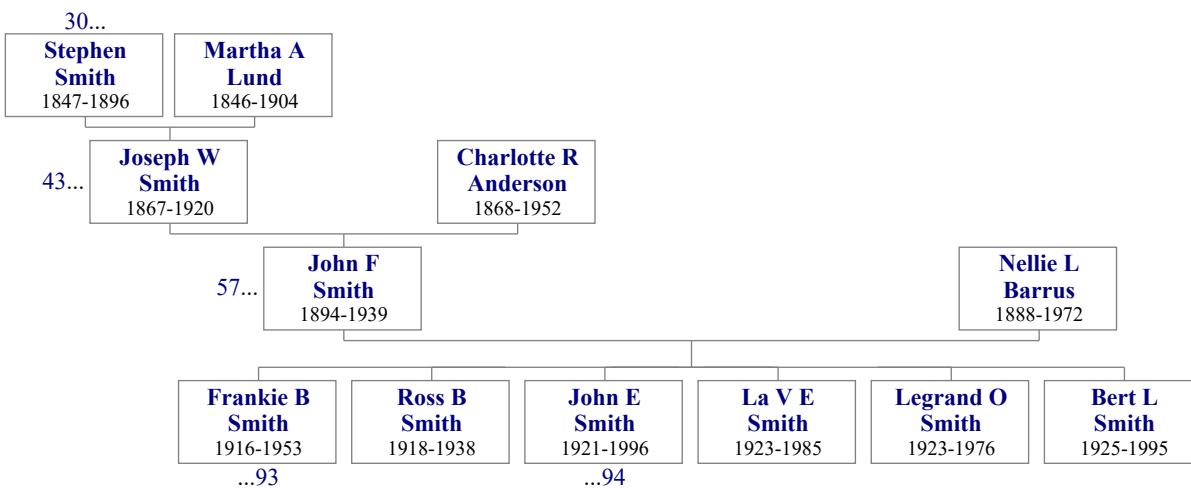 30...
Stephen
Smith
1847-1896
Martha A
Lund
1846-1904
43...
Joseph W
Smith
1867-1920
Charlotte R
Anderson
1868-1952
57...
John F
Smith
1894-1939
Nellie L
Barrus
1888-1972
Frankie B
Smith
1916-1953
Ross B
Smith
1918-1938
John E
Smith
1921-1996
La V E
Smith
1923-1985
Legrand O
Smith
1923-1976
Bert L
Smith
1925-1995
...93
...94